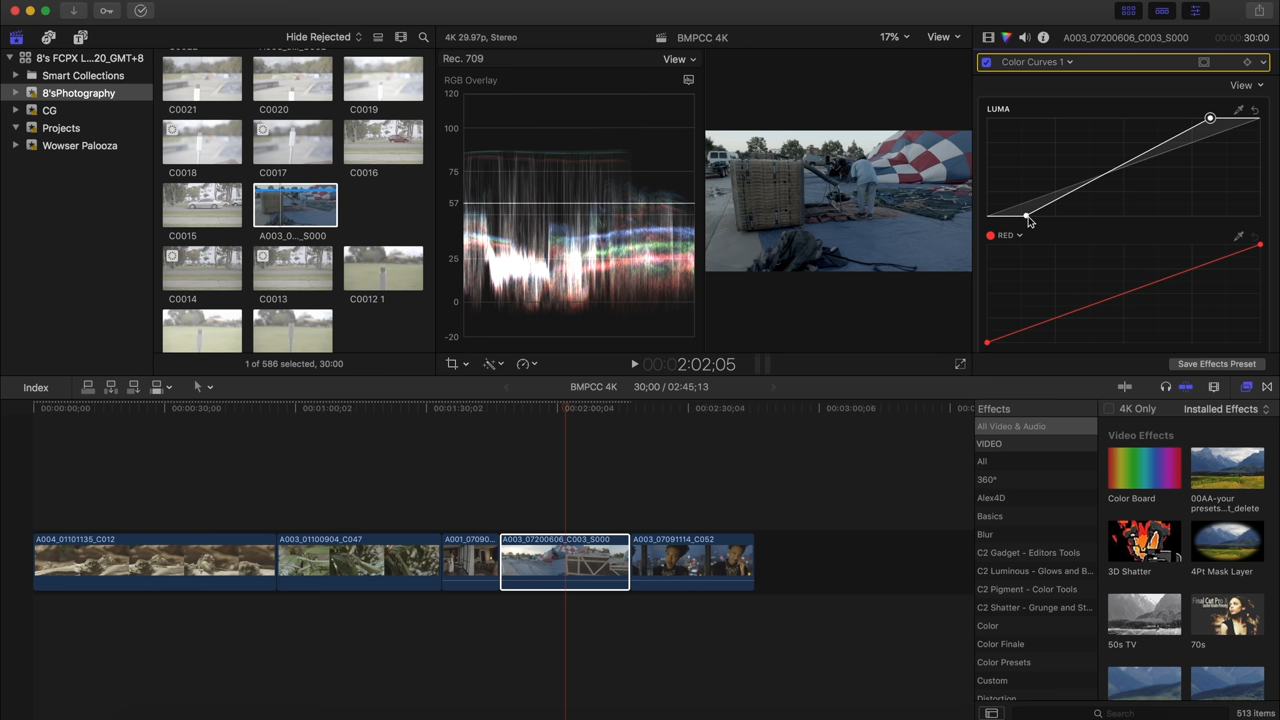 Hide Rejected
4K 29.97p, Stereo
BMPCC 4K
17%
View
A003_07200606_C003_S000
00:00:30:00
8's FCPX L...20_GMT+8
Smart Collections
8'sPhotography
CG
Projects
Wowser Palooza
C0021
C0020
C0019
C0018
C0017
C0016
C0015
A003_0..._S000
C0014
C0013
C0012 1
1 of 586 selected, 30:00
Rec. 709
View
RGB Overlay
120
100
75
57
25
0
-20
00:00:2:02;05
Color Curves 1
View
LUMA
RED
Save Effects Preset
Index
BMPCC 4K
30;00 / 02:45;13
00:00:00;00
00:00:30;00
00:01:00;02
00:01:30;02
00:02:00;04
00:02:30;04
00:03:00;06
A004_01101135_C012
A003_01100904_C047
A001_07090...
A003_07200606_C003_S000
A003_07091114_C052
Effects
4K Only
Installed Effects
All Video & Audio
VIDEO
All
360°
Alex4D
Basics
Blur
C2 Gadget - Editors Tools
C2 Luminous - Glows and B...
C2 Pigment - Color Tools
C2 Shatter - Grunge and St...
Color
Color Finale
Color Presets
Custom
Distortion
Video Effects
Color Board
00AA-your
presets...t_delete
3D Shatter
4Pt Mask Layer
50s TV
Final Cut Pro X
70s
Search
513 items